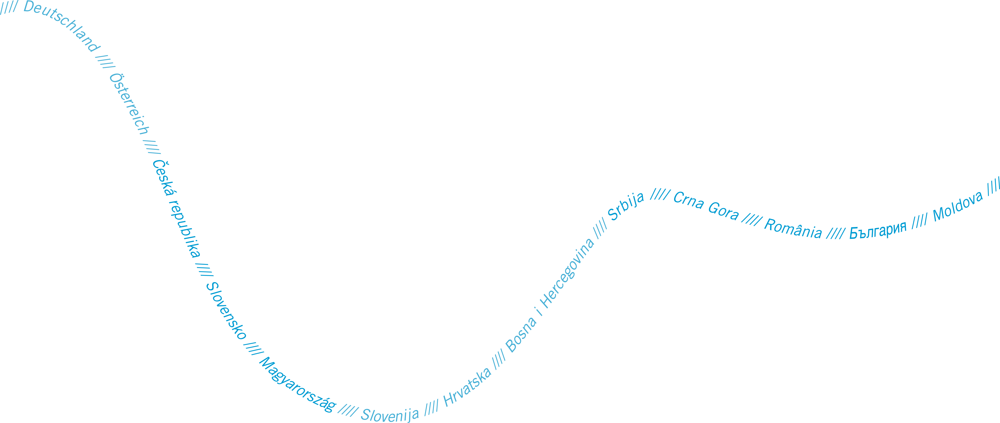 //// Deutschland //// Österreich //// Česká republika //// Slovensko //// Magyarország //// Slovenija //// Hrvatska //// Bosna i Hercegovina //// Srbija //// Crna Gora //// România //// България //// Moldova ////